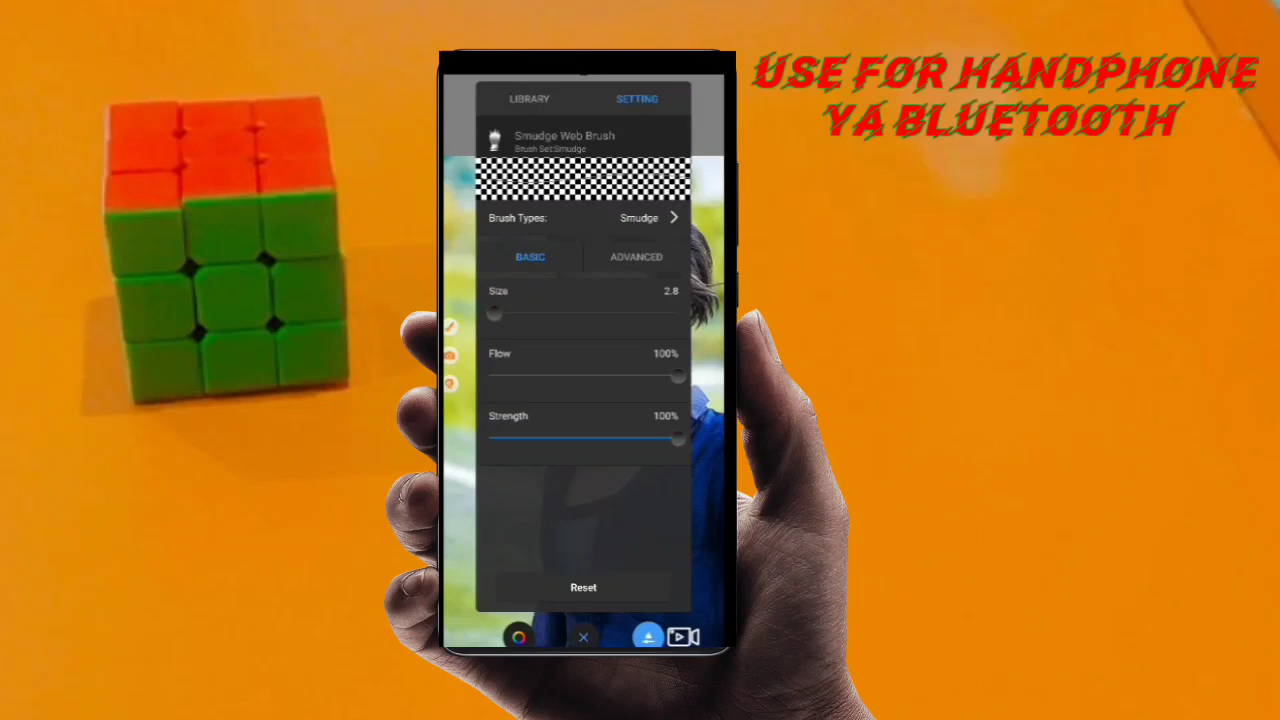 USE FOR HANDPHONE
YA BLUETOOTH
LIBRARY SETTING
Smudge Web Brush
Brush Set:Smudge
Brush Types: Smudge
BASIC ADVANCED
Size 2.8
Flow 100%
Strength 100%
Reset